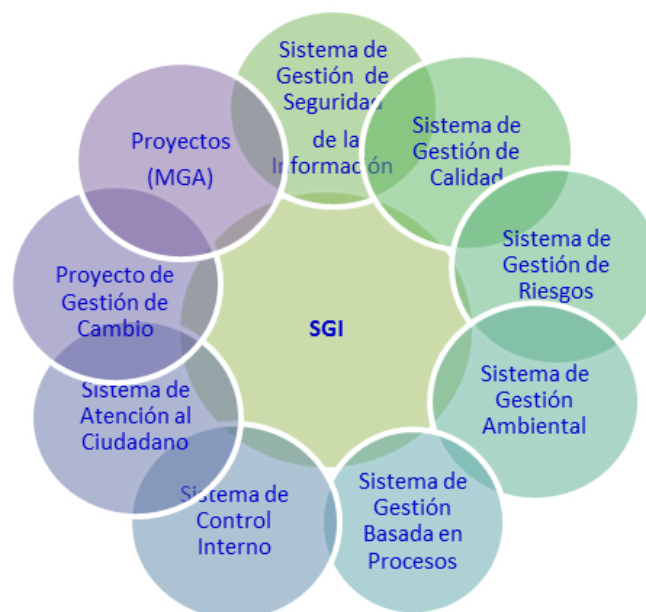 Sistema de
Gestión de
Seguridad
de la
Información
Sistema de
Gestión de
Calidad
Sistema de
Gestión de
Riesgos
Sistema de
Gestión
Ambiental
Sistema de
Gestión
Basada en
Procesos
Sistema de
Control
Interno
Sistema de
Atención al
Ciudadano
Proyecto de
Gestión de
Cambio
Proyectos
(MGA)
SGI